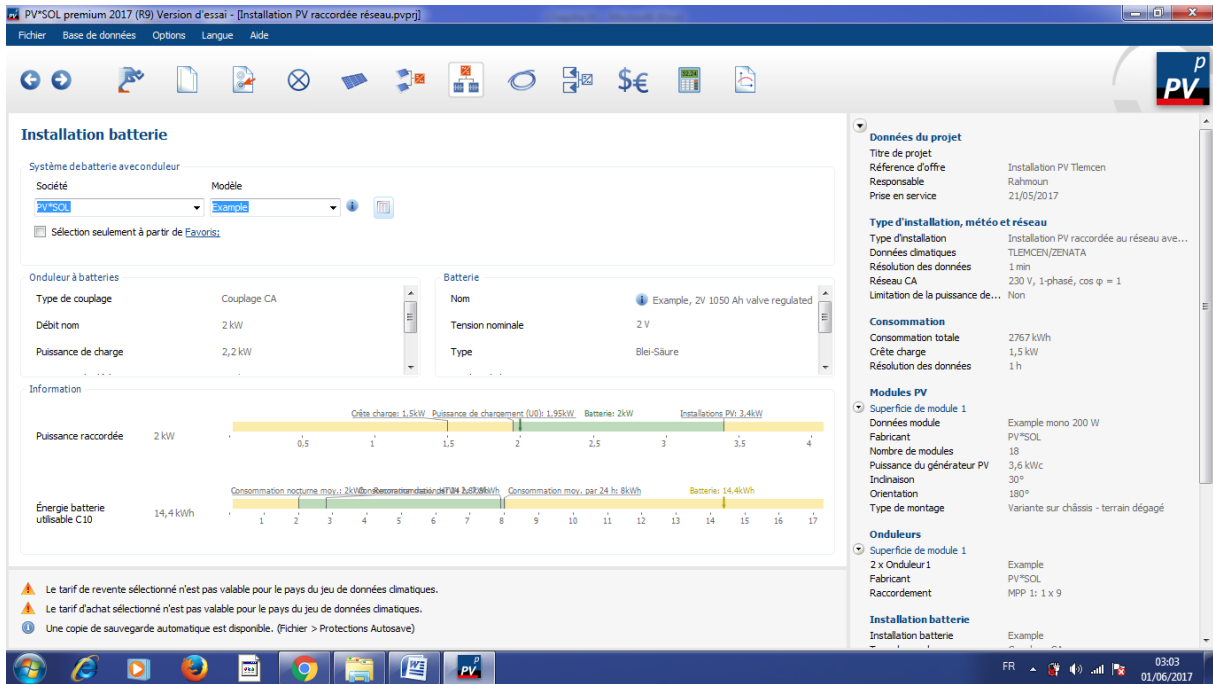 PV*SOL premium 2017 (R9) Version d'essai - [Installation PV raccordée réseau.pvprj]
Fichier Base de données Options Langue Aide
$€
p
PV
Installation batterie
Système debatterie aveconduleur
Société Modèle
PV*SOL Example
Sélection seulement à partir de Favoris:
Onduleur à batteries
Type de couplage Couplage CA
Débit nom 2 kW
Puissance de charge 2,2 kW
Batterie
Nom Example, 2V 1050 Ah valve regulated
Tension nominale 2 V
Type Blei-Säure
Information
Crête charge: 1,5kW Puissance de chargement (U0): 1,95kW Batterie: 2kW Installations PV: 3,4kW
Puissance raccordée 2 kW
0,5 1 1,5 2 2,5 3 3,5 4
Consommation nocturne moy.: 2kWh Consommation moy. par 24 h: 8kWh Batterie: 14,4kWh
Énergie batterie
utilisable C10 14,4 kWh
1 2 3 4 5 6 7 8 9 10 11 12 13 14 15 16 17
Le tarif de revente sélectionné n'est pas valable pour le pays du jeu de données climatiques.
Le tarif d'achat sélectionné n'est pas valable pour le pays du jeu de données climatiques.
Une copie de sauvegarde automatique est disponible. (Fichier > Protections Autosave)
Données du projet
Titre de projet
Réference d'offre Installation PV Tlemcen
Responsable Rahmoun
Prise en service 21/05/2017
Type d'installation, météo et réseau
Type d'installation Installation PV raccordée au réseau ave...
Données climatiques TLEMCEN/ZENATA
Résolution des données 1 min
Réseau CA 230 V, 1-phasé, cos φ = 1
Limitation de la puissance de... Non
Consommation
Consommation totale 2767 kWh
Crête charge 1,5 kW
Résolution des données 1 h
Modules PV
Superficie de module 1
Données module Example mono 200 W
Fabricant PV*SOL
Nombre de modules 18
Puissance du générateur PV 3,6 kWc
Inclinaison 30°
Orientation 180°
Type de montage Variante sur châssis - terrain dégagé
Onduleurs
Superficie de module 1
2 x Onduleur 1 Example
Fabricant PV*SOL
Raccordement MPP 1: 1 x 9
Installation batterie
Installation batterie Example
FR 03:03
01/06/2017